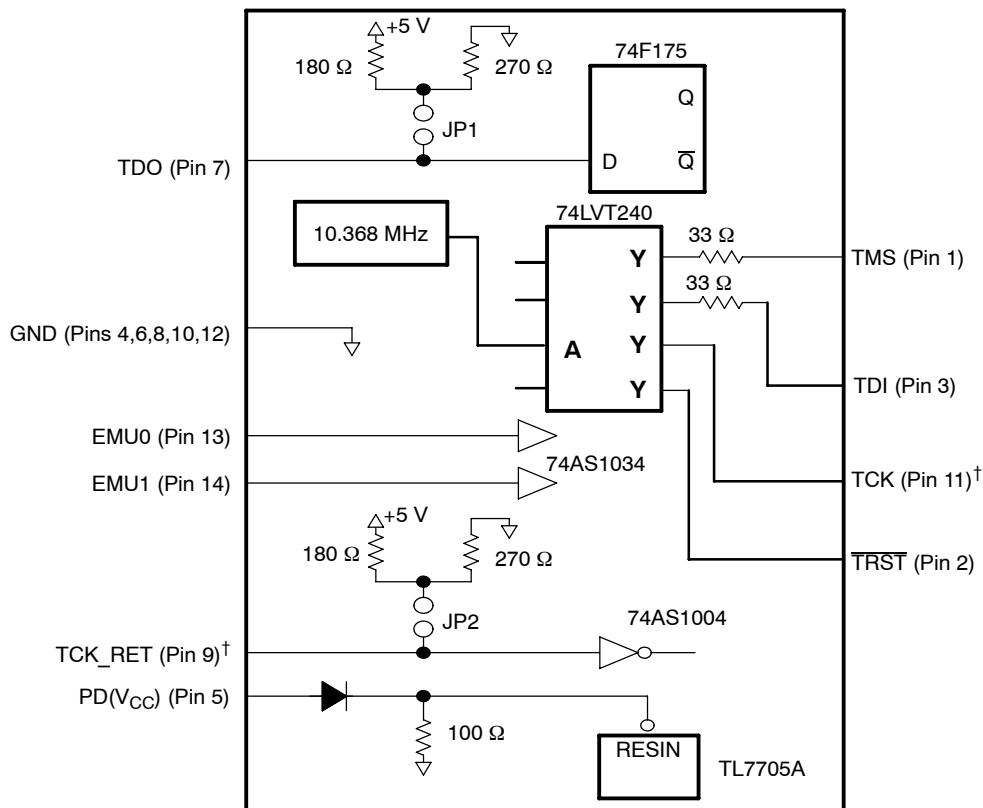 +5 V
180 Ω
270 Ω
JP1
74F175
Q
D
Q̅
TDO (Pin 7)
10.368 MHz
74LVT240
Y
33 Ω
TMS (Pin 1)
Y
33 Ω
GND (Pins 4,6,8,10,12)
A
Y
Y
TDI (Pin 3)
EMU0 (Pin 13)
74AS1034
EMU1 (Pin 14)
TCK (Pin 11)†
+5 V
180 Ω
270 Ω
T̅R̅S̅T̅ (Pin 2)
JP2
74AS1004
TCK_RET (Pin 9)†
PD(VCC) (Pin 5)
100 Ω
RESIN
TL7705A